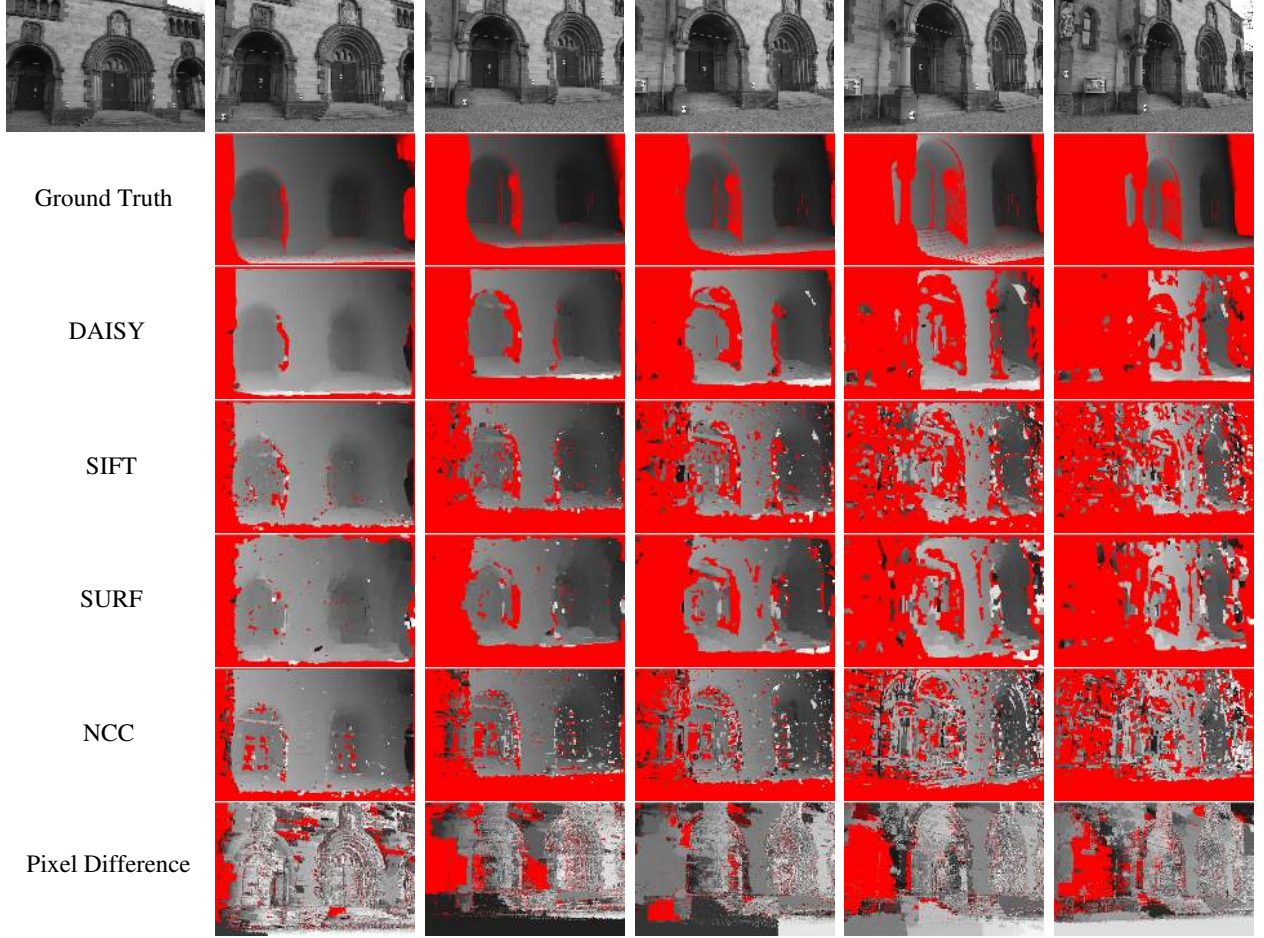 Ground Truth
DAISY
SIFT
SURF
NCC
Pixel Difference